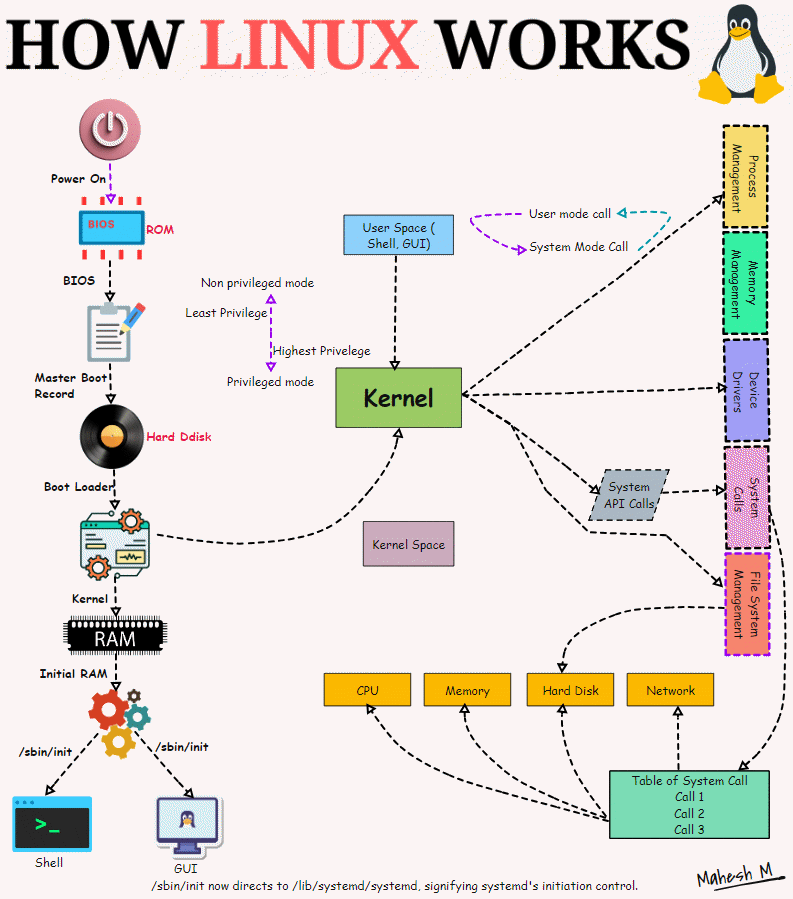 HOW LINUX WORKS
Power On
BIOS
ROM
BIOS
Master Boot
Record
Hard Ddisk
Boot Loader
Kernel
RAM
Initial RAM
/sbin/init
/sbin/init
>_
Shell
GUI
User Space (
Shell, GUI)
User mode call
System Mode Call
Non privileged mode
Least Privilege
Highest Privelege
Privileged mode
Kernel
Kernel Space
System
API Calls
Process
Management
Memory
Management
Device
Drivers
System
Calls
File System
Management
CPU
Memory
Hard Disk
Network
Table of System Call
Call 1
Call 2
Call 3
/sbin/init now directs to /lib/systemd/systemd, signifying systemd's initiation control.
Mahesh M